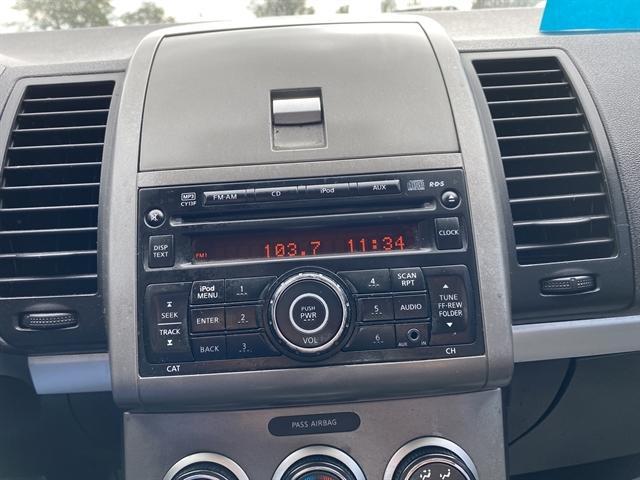 MP3
CY13F
FM·AM CD iPod AUX
RDS
DISP
TEXT
FM1 103.7 11:34
CLOCK
SEEK
TRACK
iPod
MENU
1
ENTER
2
BACK
3
PUSH
PWR
VOL
4
SCAN
RPT
5
AUDIO
6
AUX IN
TUNE
FF·REW
FOLDER
CAT
CH
PASS AIRBAG